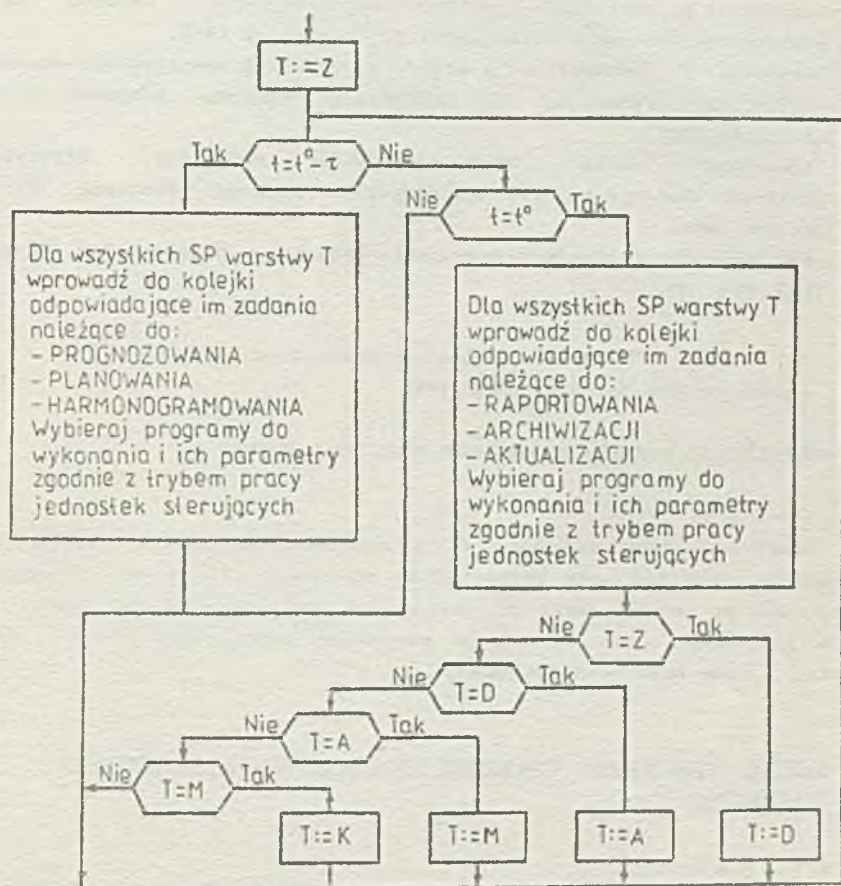 T:=Z
Tak
t=t°-τ
Nie
Nie
t=t°
Tak
Dla wszystkich SP warstwy T
wprowadź do kolejki
odpowiadające im zadania
należące do:
- PROGNOZOWANIA
- PLANOWANIA
- HARMONOGRAMOWANIA
Wybieraj programy do
wykonania i ich parametry
zgodnie z trybem pracy
jednostek sterujących
Dla wszystkich SP warstwy T
wprowadź do kolejki
odpowiadające im zadania
należące do:
- RAPORTOWANIA
- ARCHIWIZACJI
- AKTUALIZACJI
Wybieraj programy do
wykonania i ich parametry
zgodnie z trybem pracy
jednostek sterujących
Nie
T=Z
Tak
Nie
T=D
Tak
Nie
T=A
Tak
Nie
T=M
Tak
T:=K
T:=M
T:=A
T:=D